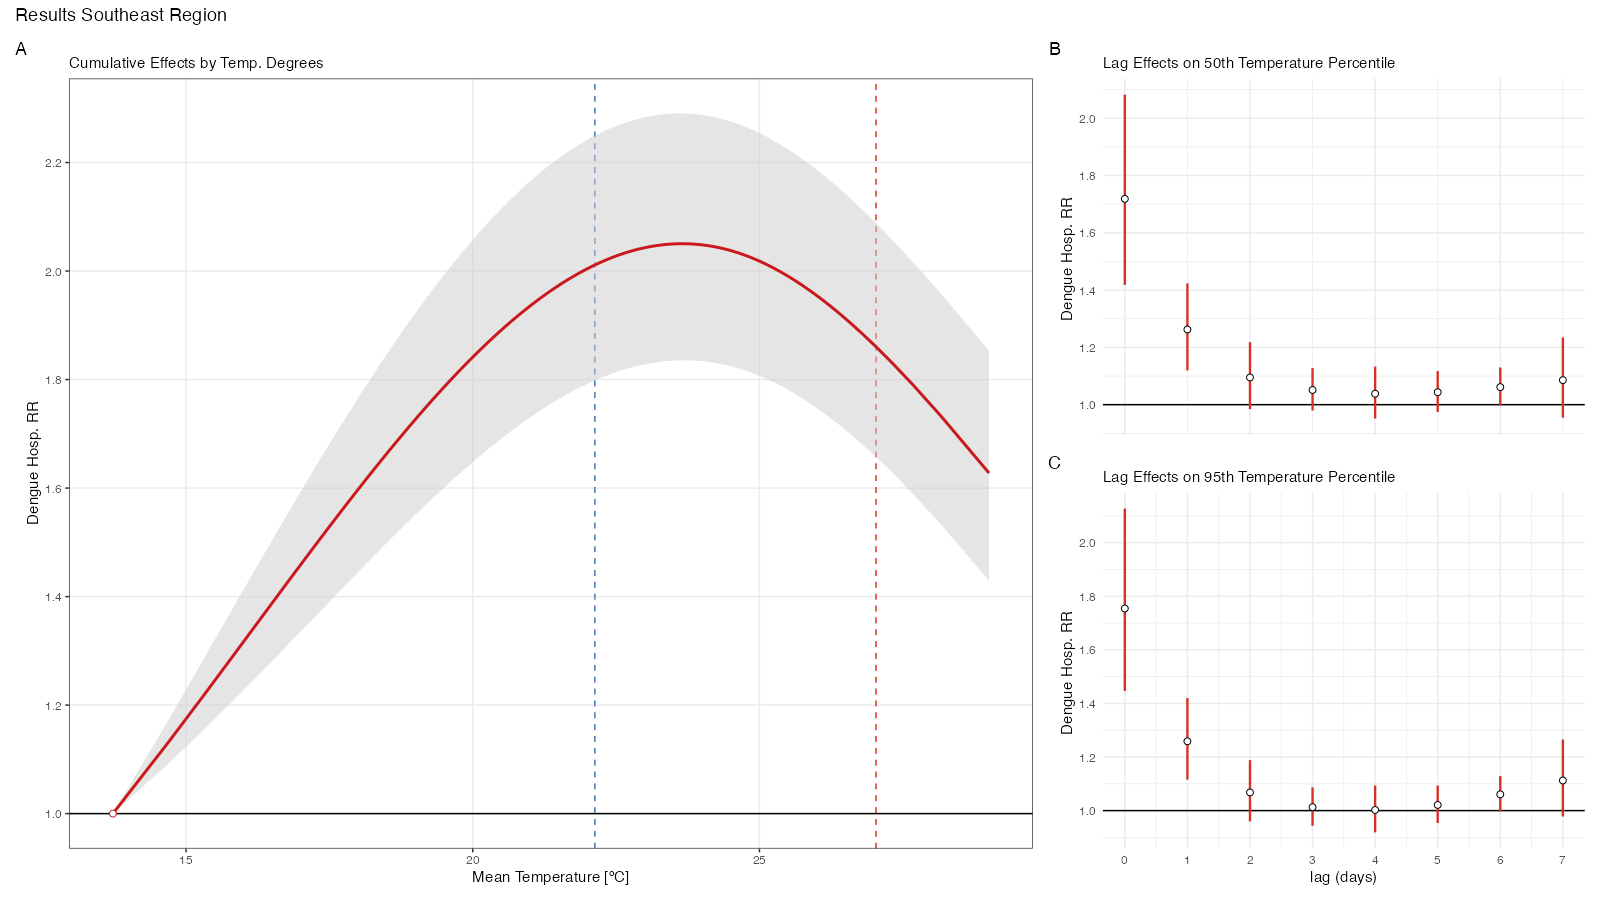 Results Southeast Region
A
Cumulative Effects by Temp. Degrees
Dengue Hosp. RR
2.2
2.0
1.8
1.6
1.4
1.2
1.0
15 20 25
Mean Temperature [ºC]
B
Lag Effects on 50th Temperature Percentile
Dengue Hosp. RR
2.0
1.8
1.6
1.4
1.2
1.0
C
Lag Effects on 95th Temperature Percentile
Dengue Hosp. RR
2.0
1.8
1.6
1.4
1.2
1.0
0 1 2 3 4 5 6 7
lag (days)